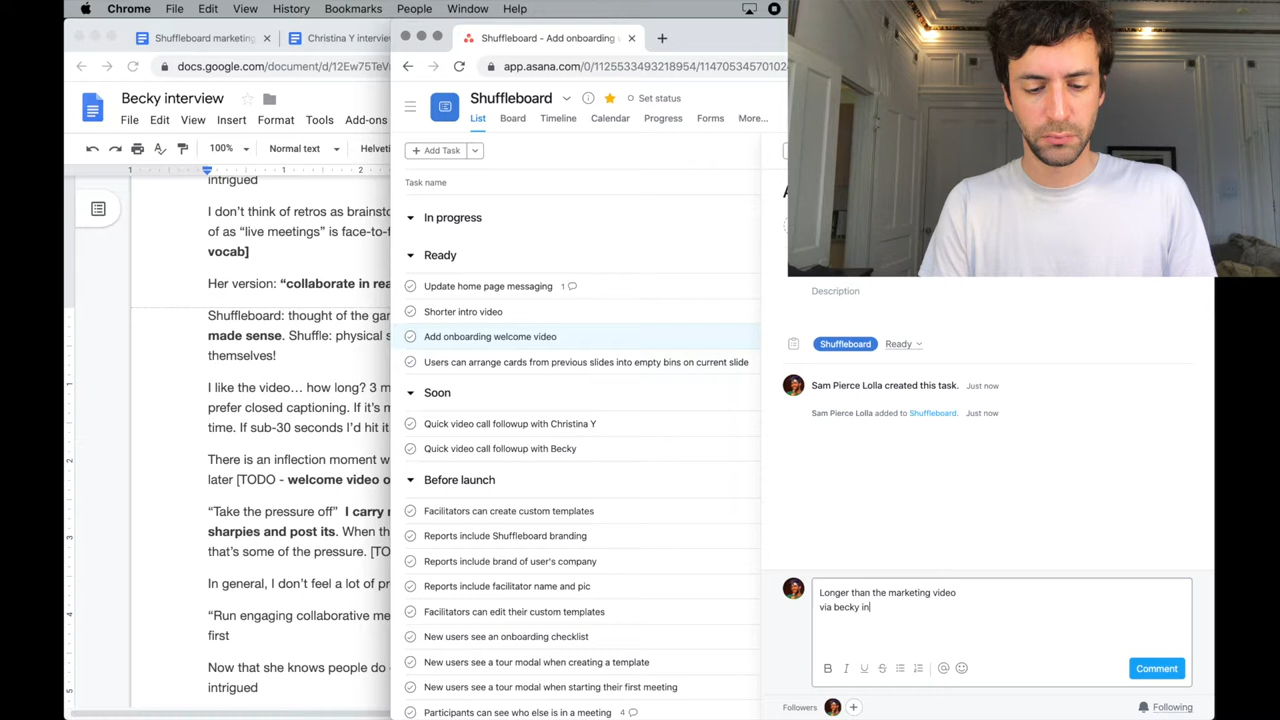 Chrome File Edit View History Bookmarks People Window Help
Shuffleboard ma
Christina Y interview
Shuffleboard - Add onboarding
docs.google.com/document/d/12Ew75TeV
app.asana.com/0/1125533493218954/1147053457010
Becky interview
File Edit View Insert Format Tools Add-ons
100% Normal text
1 1 2
intrigued
I don't think of retros as brainsto
of as "live meetings" is face-to-f
vocab]
Her version: "collaborate in rea
Shuffleboard: thought of the ga
made sense. Shuffle: physical s
themselves!
I like the video… how long? 3 m
prefer closed captioning. If it's m
time. If sub-30 seconds I'd hit it
There is an inflection moment w
later [TODO - welcome video o
"Take the pressure off" I carry
sharpies and post its. When th
that's some of the pressure. [TO
In general, I don't feel a lot of pr
"Run engaging collaborative me
first
Now that she knows people do
intrigued
1
2
3
4
5
Shuffleboard Set status
List Board Timeline Calendar Progress Forms More...
+ Add Task
Task name
In progress
Ready
Update home page messaging 1
Shorter intro video
Add onboarding welcome video
Users can arrange cards from previous slides into empty bins on current slide
Soon
Quick video call followup with Christina Y
Quick video call followup with Becky
Before launch
Facilitators can create custom templates
Reports include Shuffleboard branding
Reports include brand of user's company
Reports include facilitator name and pic
Facilitators can edit their custom templates
New users see an onboarding checklist
New users see a tour modal when creating a template
New users see a tour modal when starting their first meeting
Participants can see who else is in a meeting 4
Description
Shuffleboard Ready
Sam Pierce Lolla created this task. Just now
Sam Pierce Lolla added to Shuffleboard. Just now
Longer than the marketing video
via becky in
B I U S @
Comment
Followers + Following